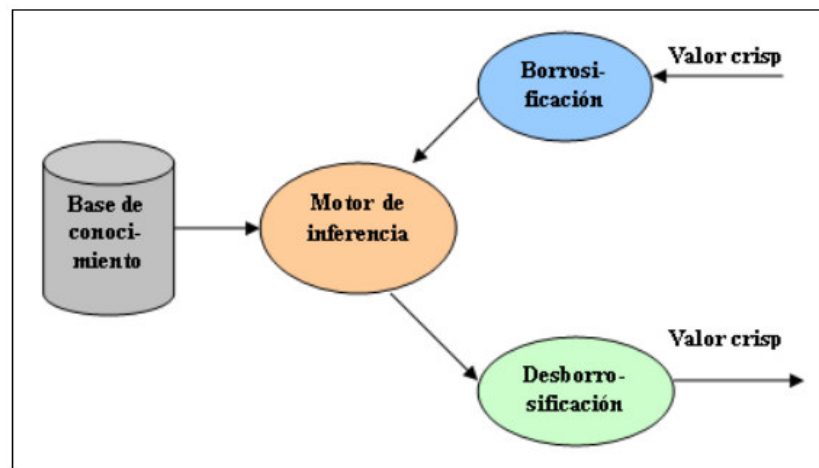 Valor crisp
Borrosi-
ficación
Base de
conoci-
miento
Motor de
inferencia
Valor crisp
Desborro-
sificación